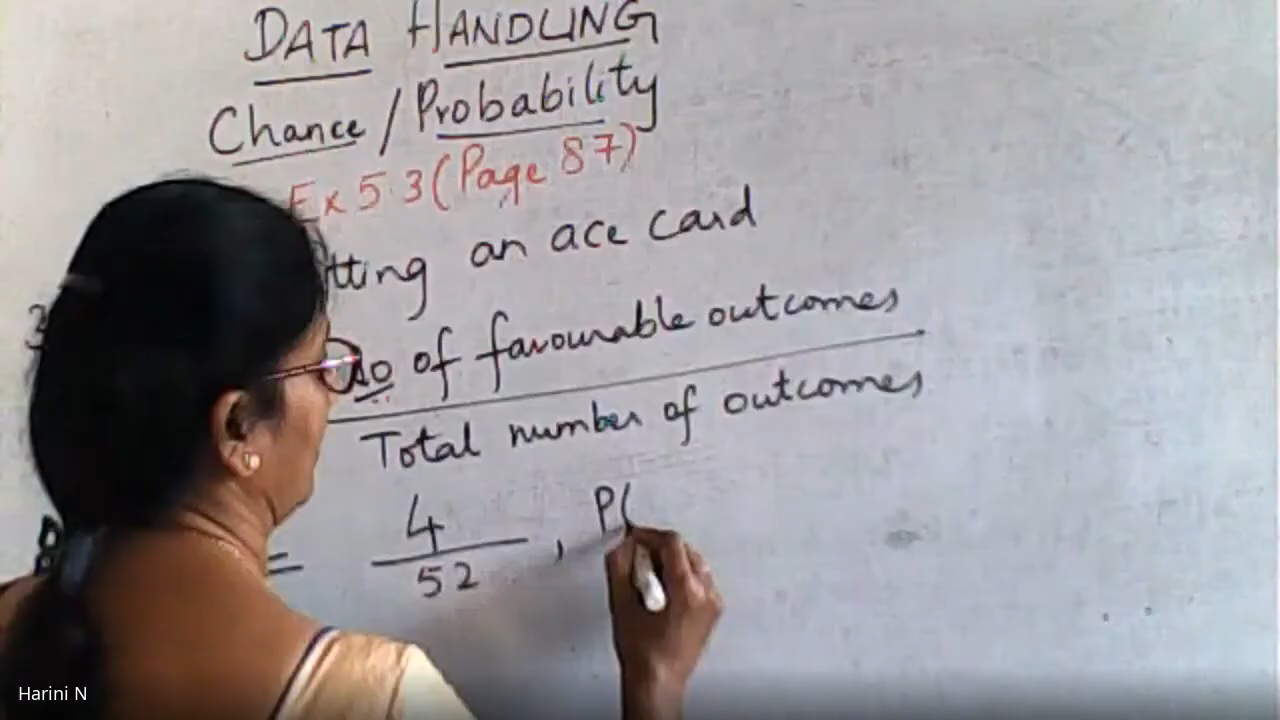 DATA HANDLING
Chance / Probability
Ex 5.3 (Page 87)
an ace card
of favourable outcomes
Total number of outcomes
= 4
52 , P(
Harini N